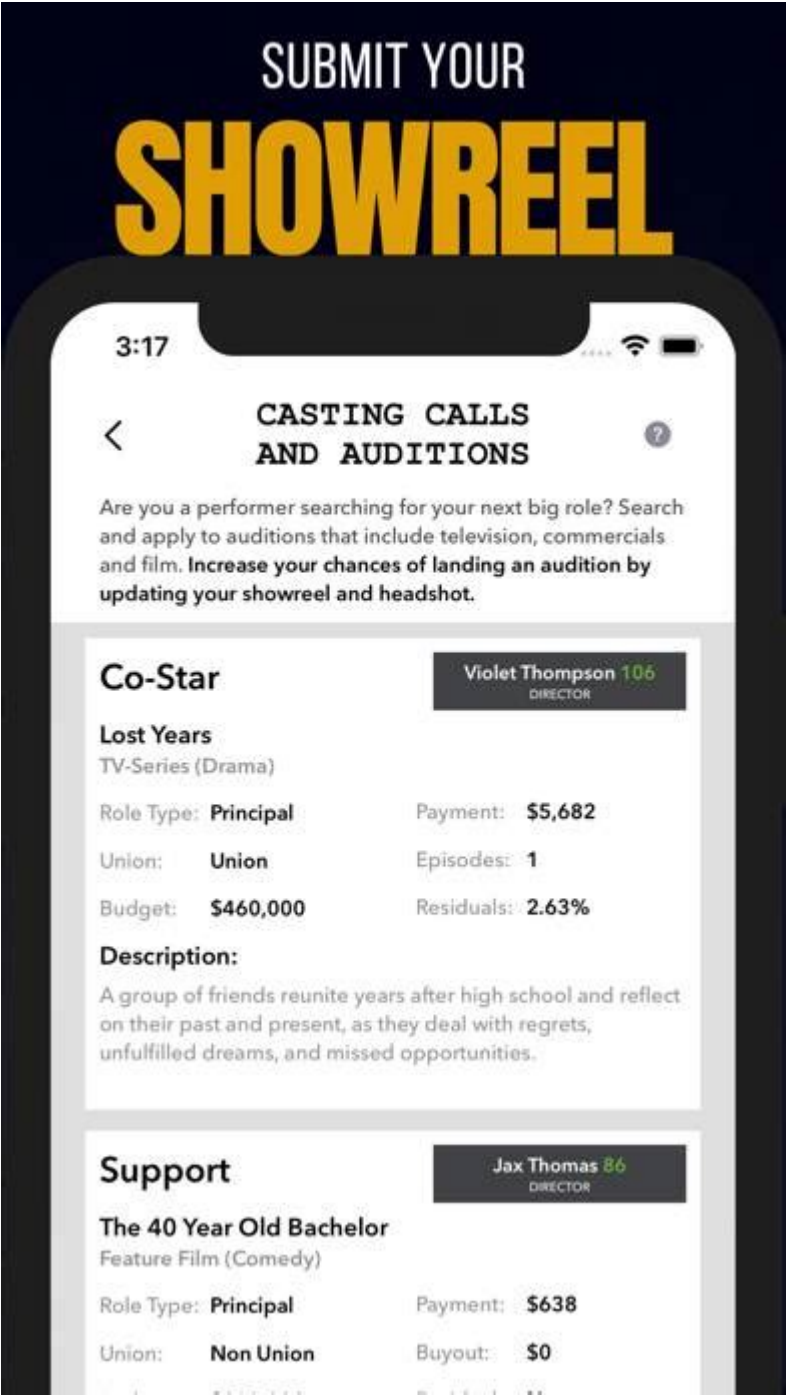 SUBMIT YOUR
SHOWREEL
3:17
CASTING CALLS
AND AUDITIONS
?
Are you a performer searching for your next big role? Search
and apply to auditions that include television, commercials
and film. Increase your chances of landing an audition by
updating your showreel and headshot.
Co-Star
Violet Thompson 106
DIRECTOR
Lost Years
TV-Series (Drama)
Role Type: Principal Payment: $5,682
Union: Union Episodes: 1
Budget: $460,000 Residuals: 2.63%
Description:
A group of friends reunite years after high school and reflect
on their past and present, as they deal with regrets,
unfulfilled dreams, and missed opportunities.
Support
Jax Thomas 86
DIRECTOR
The 40 Year Old Bachelor
Feature Film (Comedy)
Role Type: Principal Payment: $638
Union: Non Union Buyout: $0